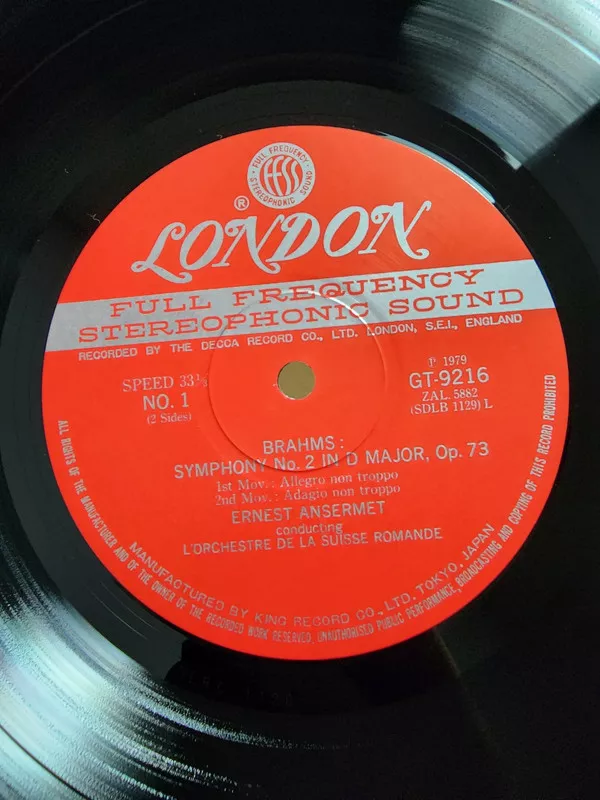 FULL FREQUENCY
FFSS
STEREOPHONIC SOUND
®
LONDON
FULL FREQUENCY
STEREOPHONIC SOUND
RECORDED BY THE DECCA RECORD CO., LTD. LONDON, S.E.I., ENGLAND
SPEED 33⅓
NO. 1
(2 Sides)
Ⓟ 1979
GT-9216
ZAL. 5882
(SDLB 1129) L
BRAHMS :
SYMPHONY No. 2 IN D MAJOR, Op. 73
1st Mov. : Allegro non troppo
2nd Mov. : Adagio non troppo
ERNEST ANSERMET
conducting
L'ORCHESTRE DE LA SUISSE ROMANDE
MANUFACTURED BY KING RECORD CO., LTD. TOKYO, JAPAN
ALL RIGHTS OF THE MANUFACTURER AND OF THE OWNER OF THE RECORDED WORK RESERVED. UNAUTHORISED PUBLIC PERFORMANCE, BROADCASTING AND COPYING OF THIS RECORD PROHIBITED